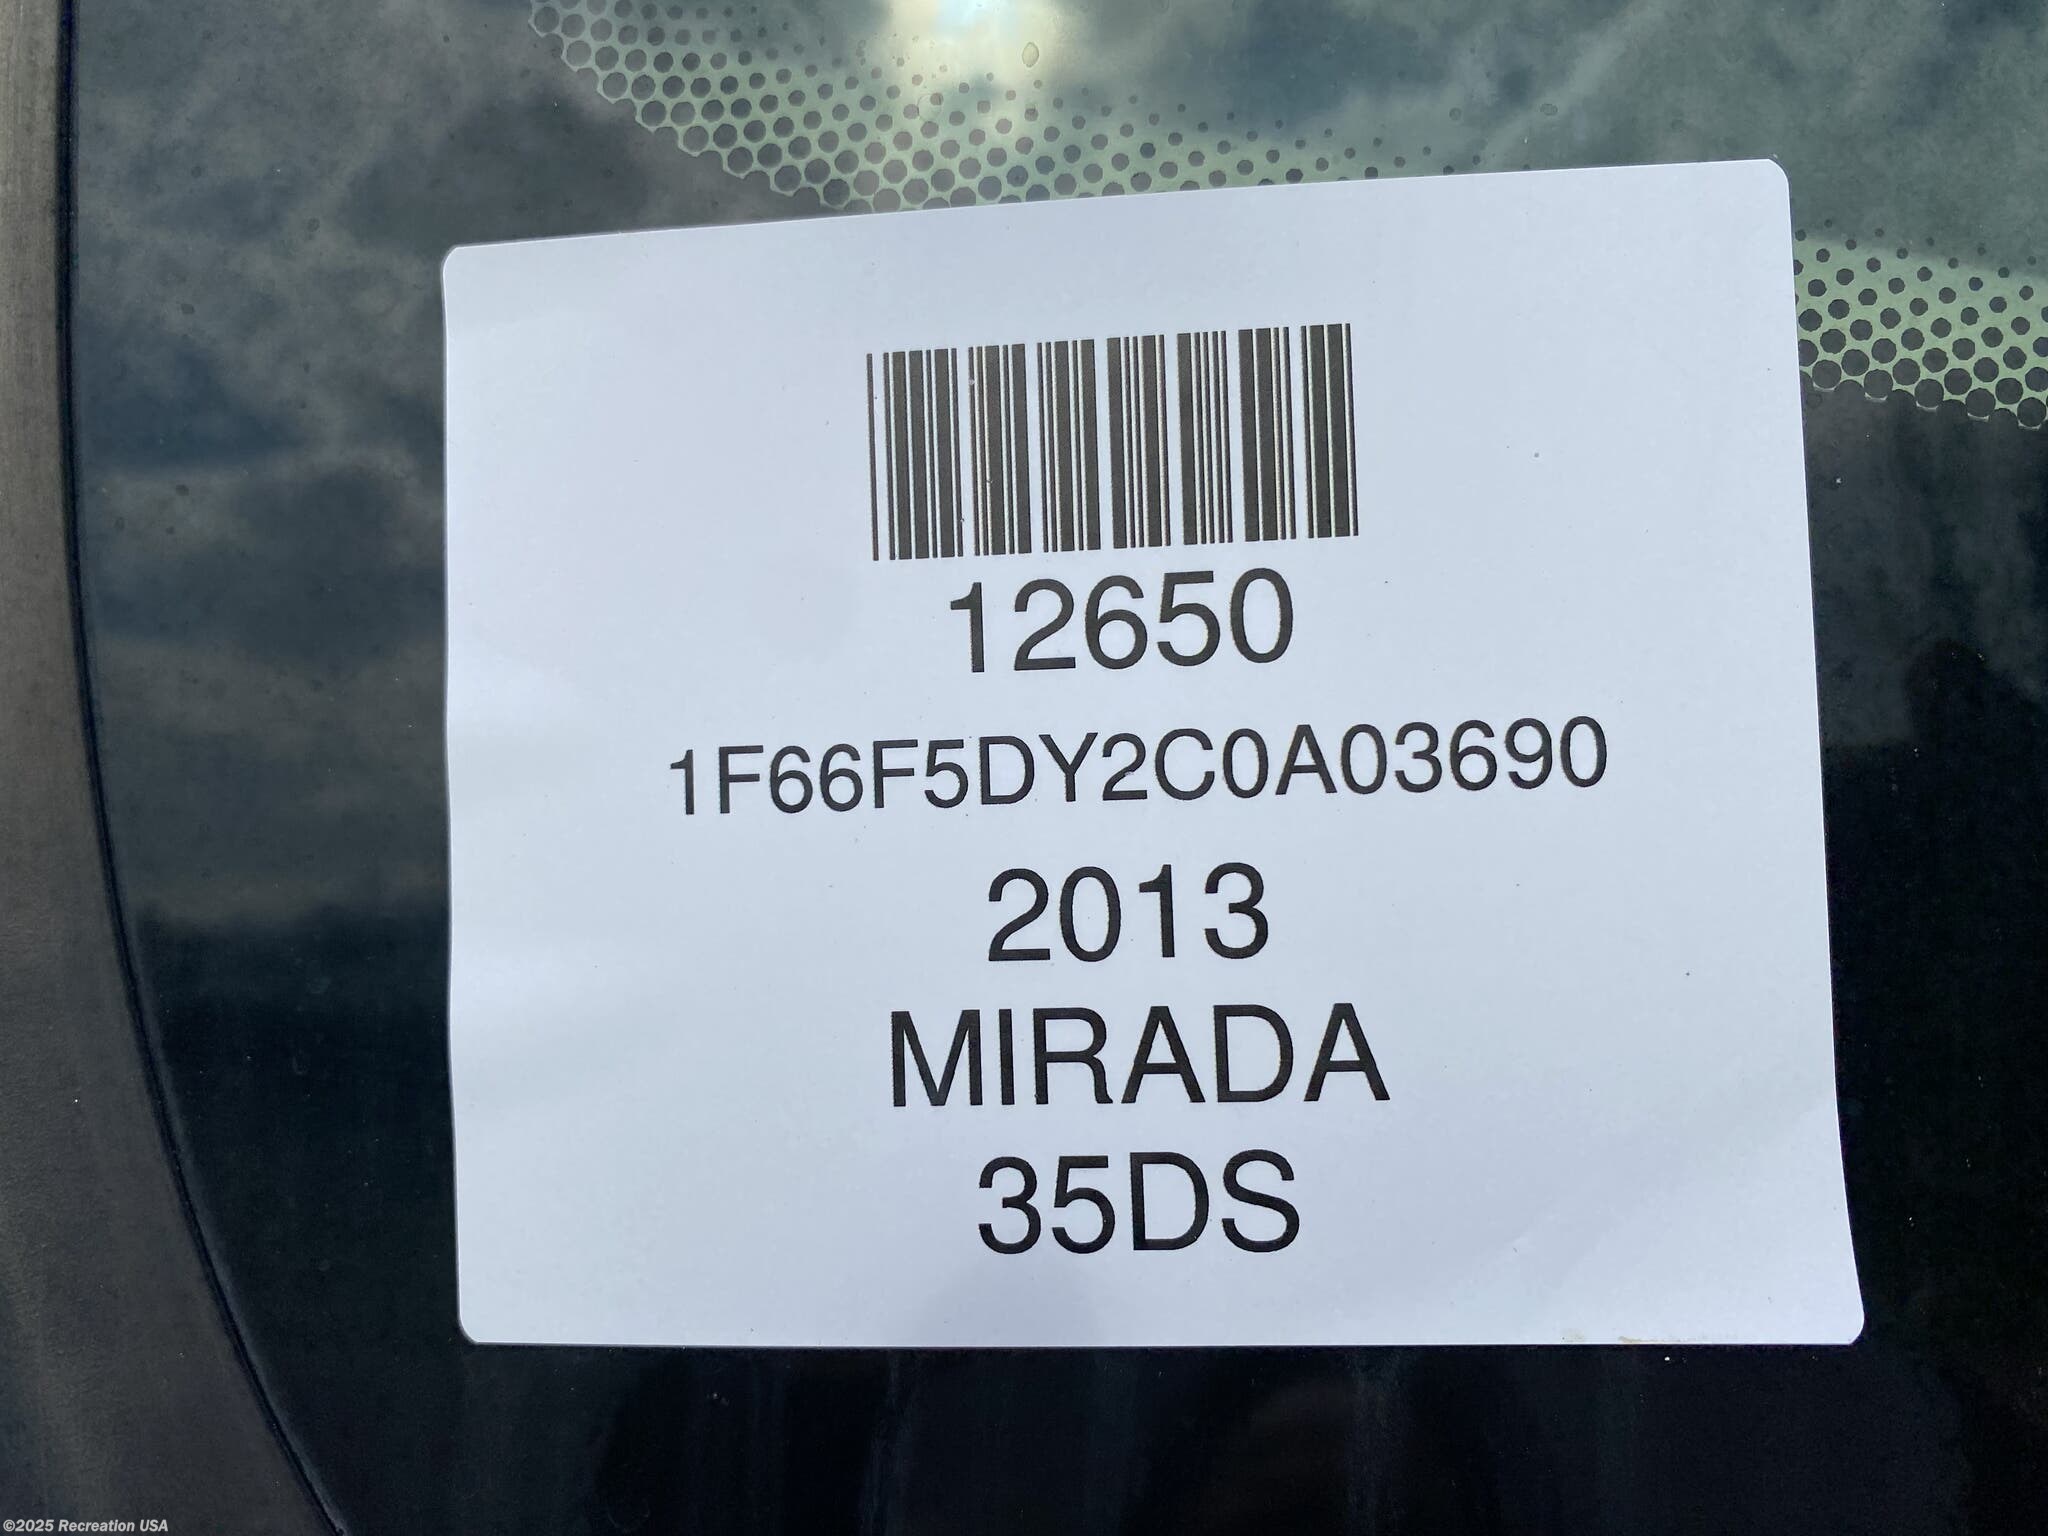 12650
1F66F5DY2C0A03690
2013
MIRADA
35DS
©2025 Recreation USA